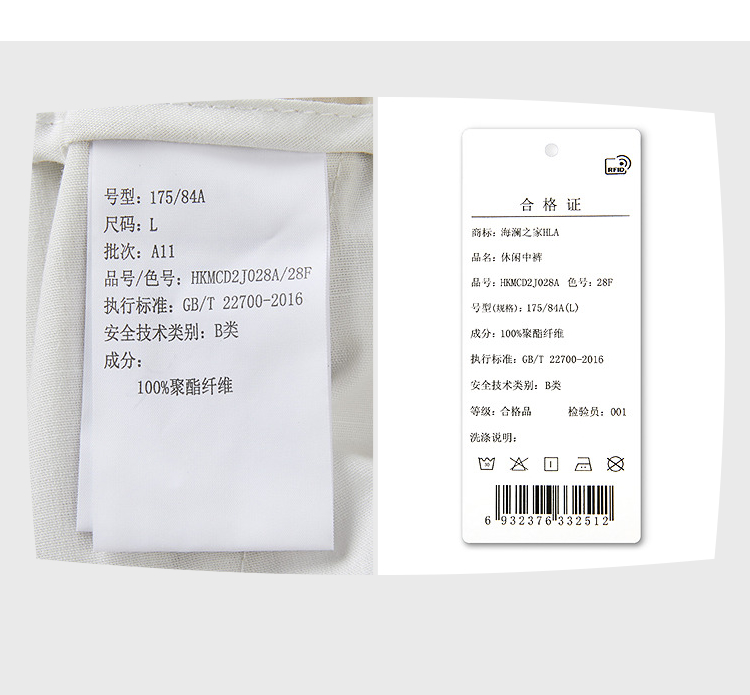 号型: 175/84A
尺码: L
批次: A11
品号/色号: HKMCD2J028A/28F
执行标准: GB/T 22700-2016
安全技术类别: B类
成分:
100%聚酯纤维
RFID
合格证
商标: 海澜之家HLA
品名: 休闲中裤
品号: HKMCD2J028A 色号: 28F
号型(规格): 175/84A(L)
成分: 100%聚酯纤维
执行标准: GB/T 22700-2016
安全技术类别: B类
等级: 合格品 检验员: 001
洗涤说明:
6 932376 332512